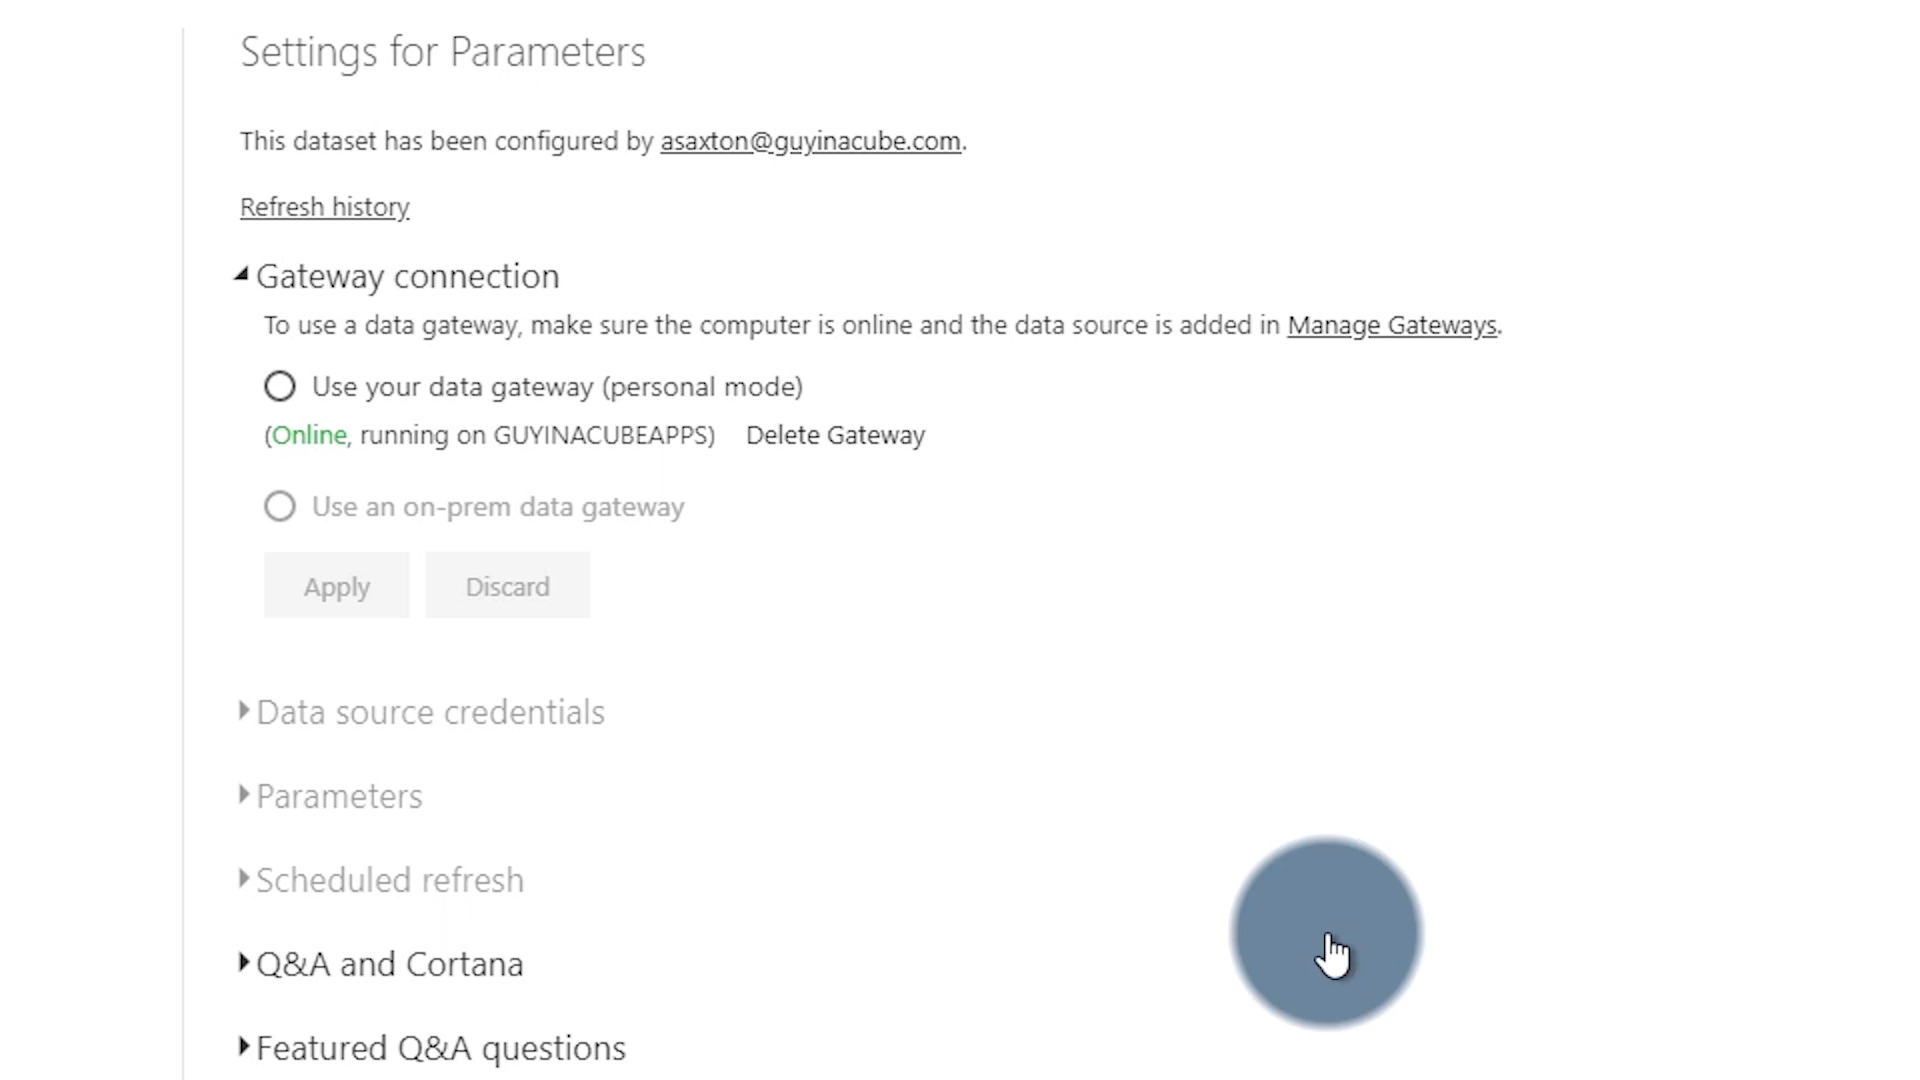 Settings for Parameters
This dataset has been configured by asaxton@guyinacube.com.
Refresh history
Gateway connection
To use a data gateway, make sure the computer is online and the data source is added in Manage Gateways.
Use your data gateway (personal mode)
(Online, running on GUYINACUBEAPPS) Delete Gateway
Use an on-prem data gateway
Apply Discard
Data source credentials
Parameters
Scheduled refresh
Q&A and Cortana
Featured Q&A questions